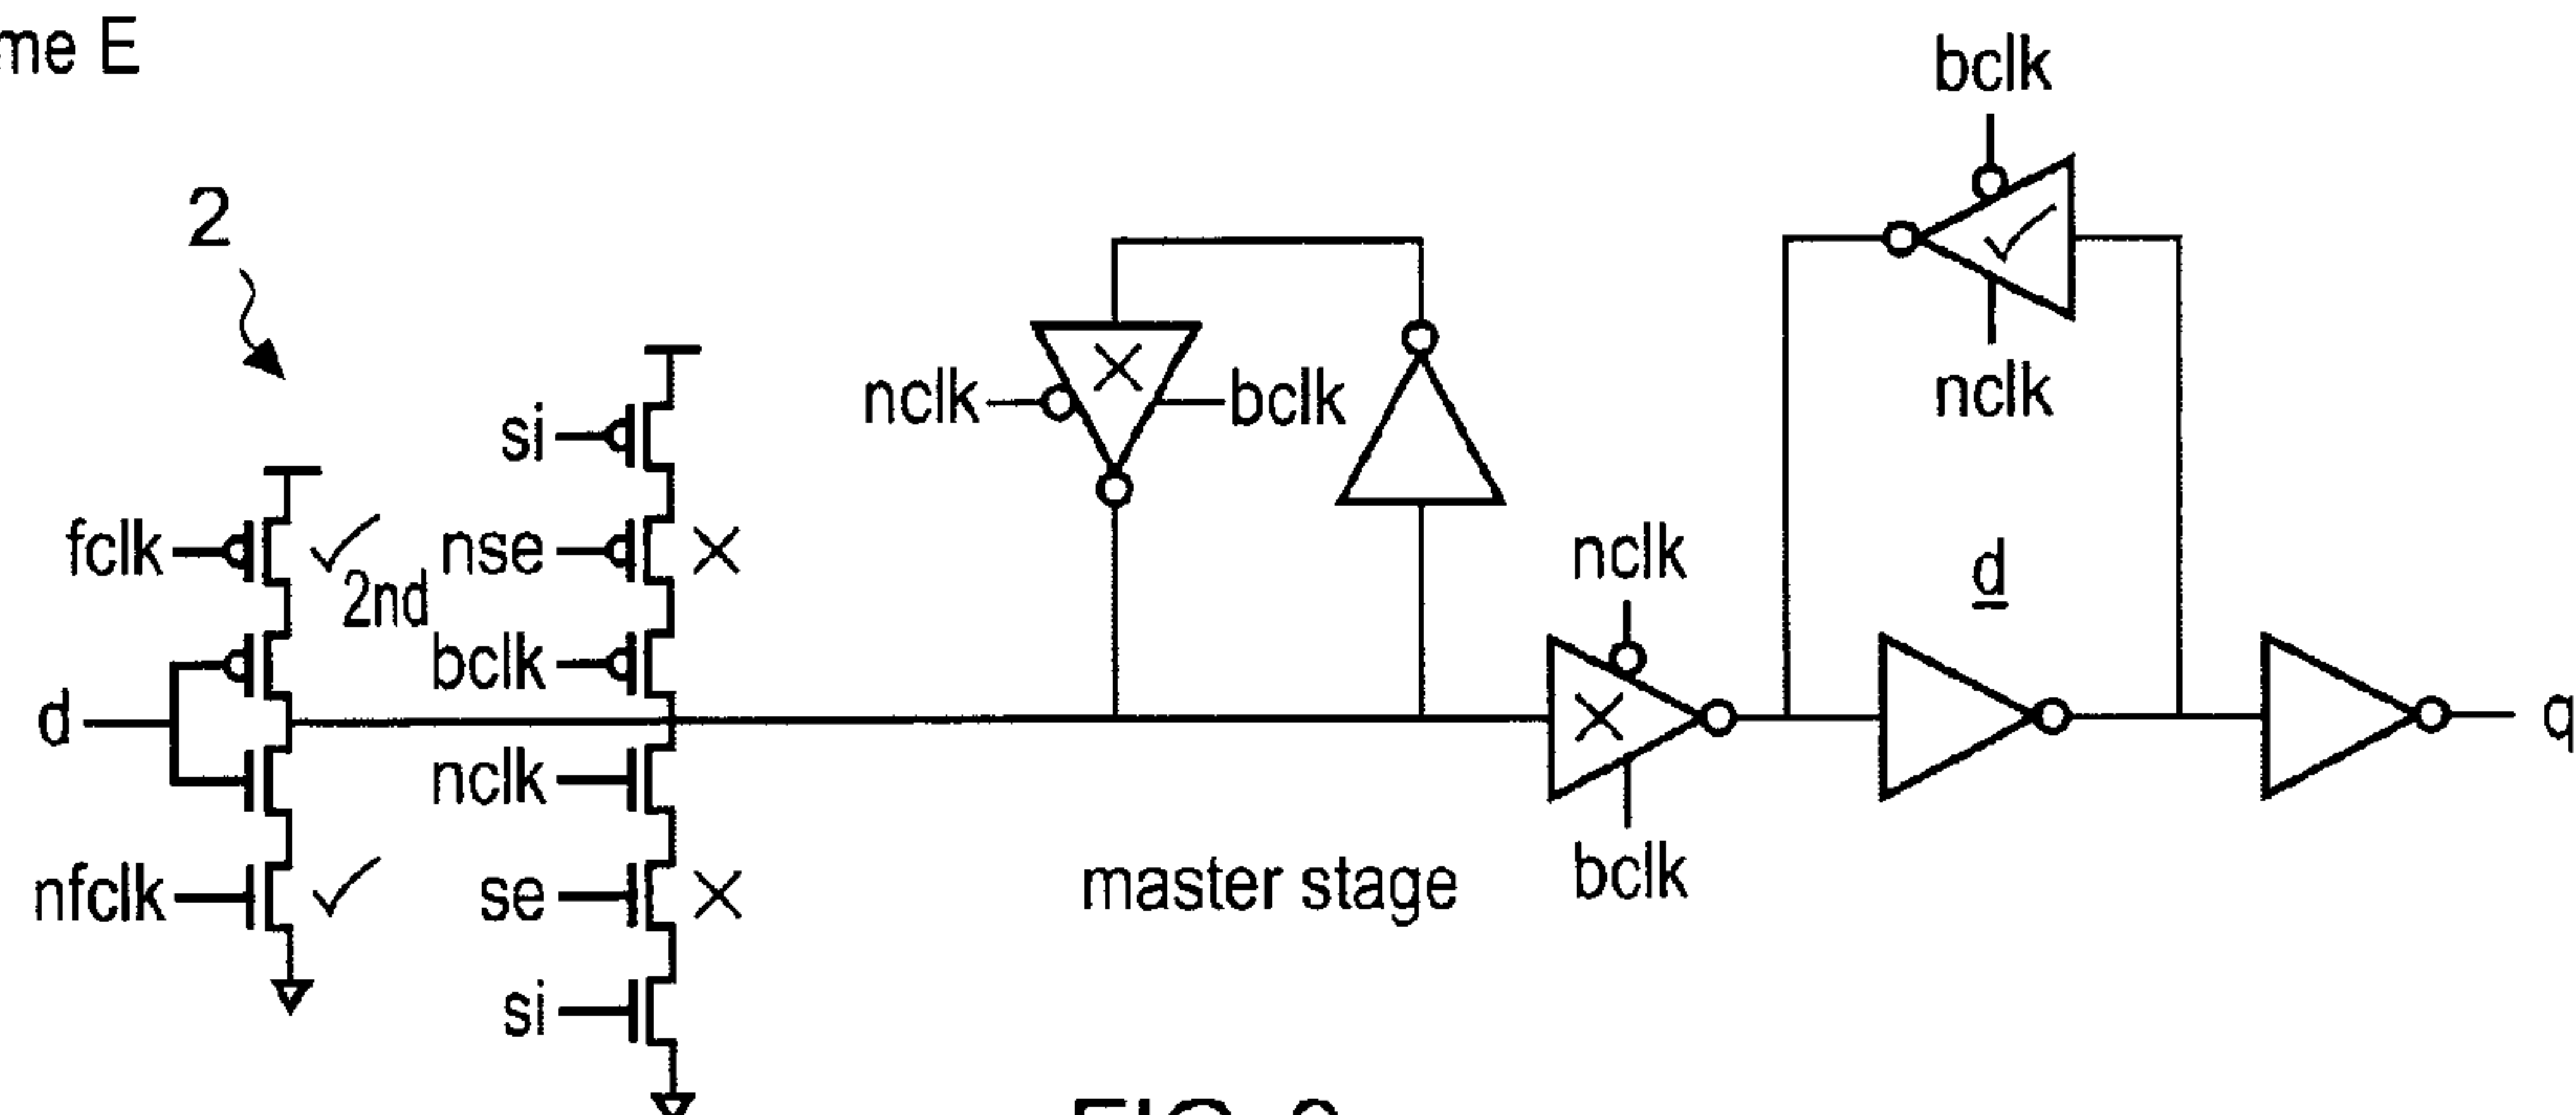 me E
2
bclk
nclk
nclk
bclk
si
fclk
2nd
nse
bclk
d
nclk
nfclk
se
si
nclk
bclk
d
q
master stage